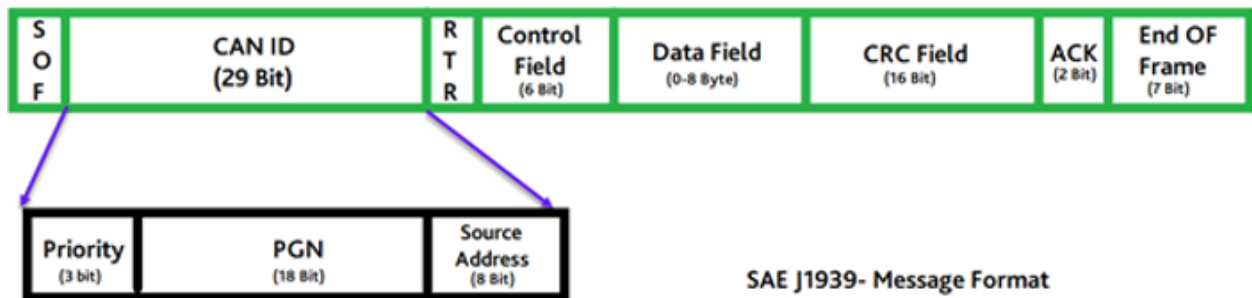 S
O
F
CAN ID
(29 Bit)
R
T
R
Control
Field
(6 Bit)
Data Field
(0-8 Byte)
CRC Field
(16 Bit)
ACK
(2 Bit)
End OF
Frame
(7 Bit)
Priority
(3 bit)
PGN
(18 Bit)
Source
Address
(8 Bit)
SAE J1939- Message Format